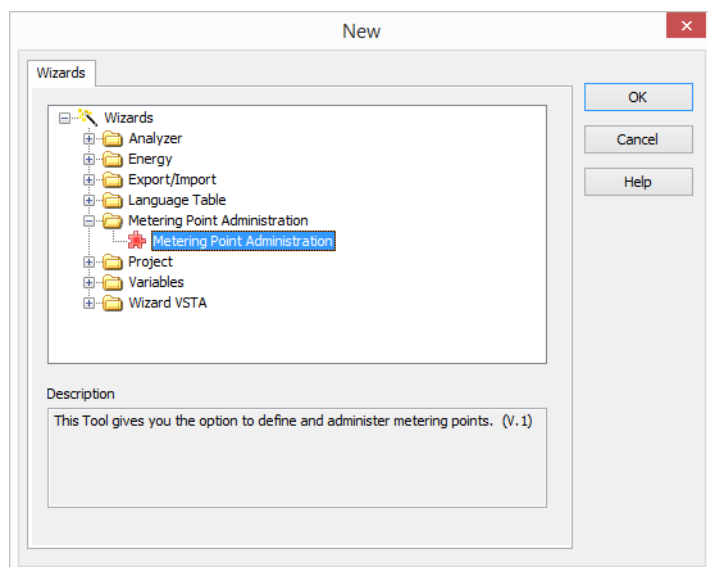 New
Wizards
OK
Cancel
Help
Wizards
Analyzer
Energy
Export/Import
Language Table
Metering Point Administration
Metering Point Administration
Project
Variables
Wizard VSTA
Description
This Tool gives you the option to define and administer metering points. (V.1)